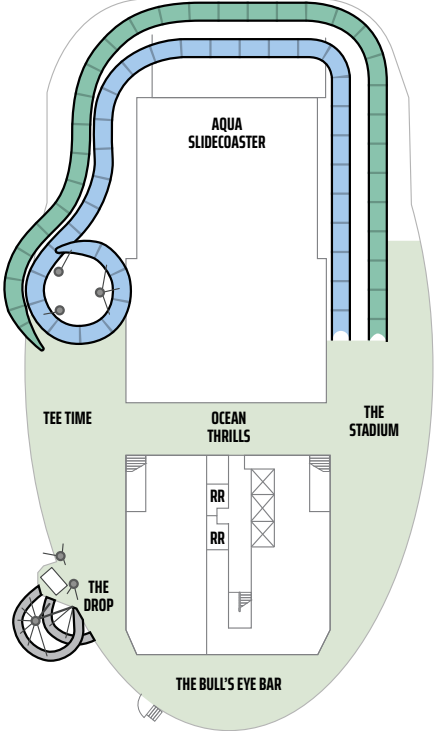 AQUA
SLIDECOASTER
TEE TIME
OCEAN
THRILLS
THE
STADIUM
RR
RR
THE
DROP
THE BULL'S EYE BAR